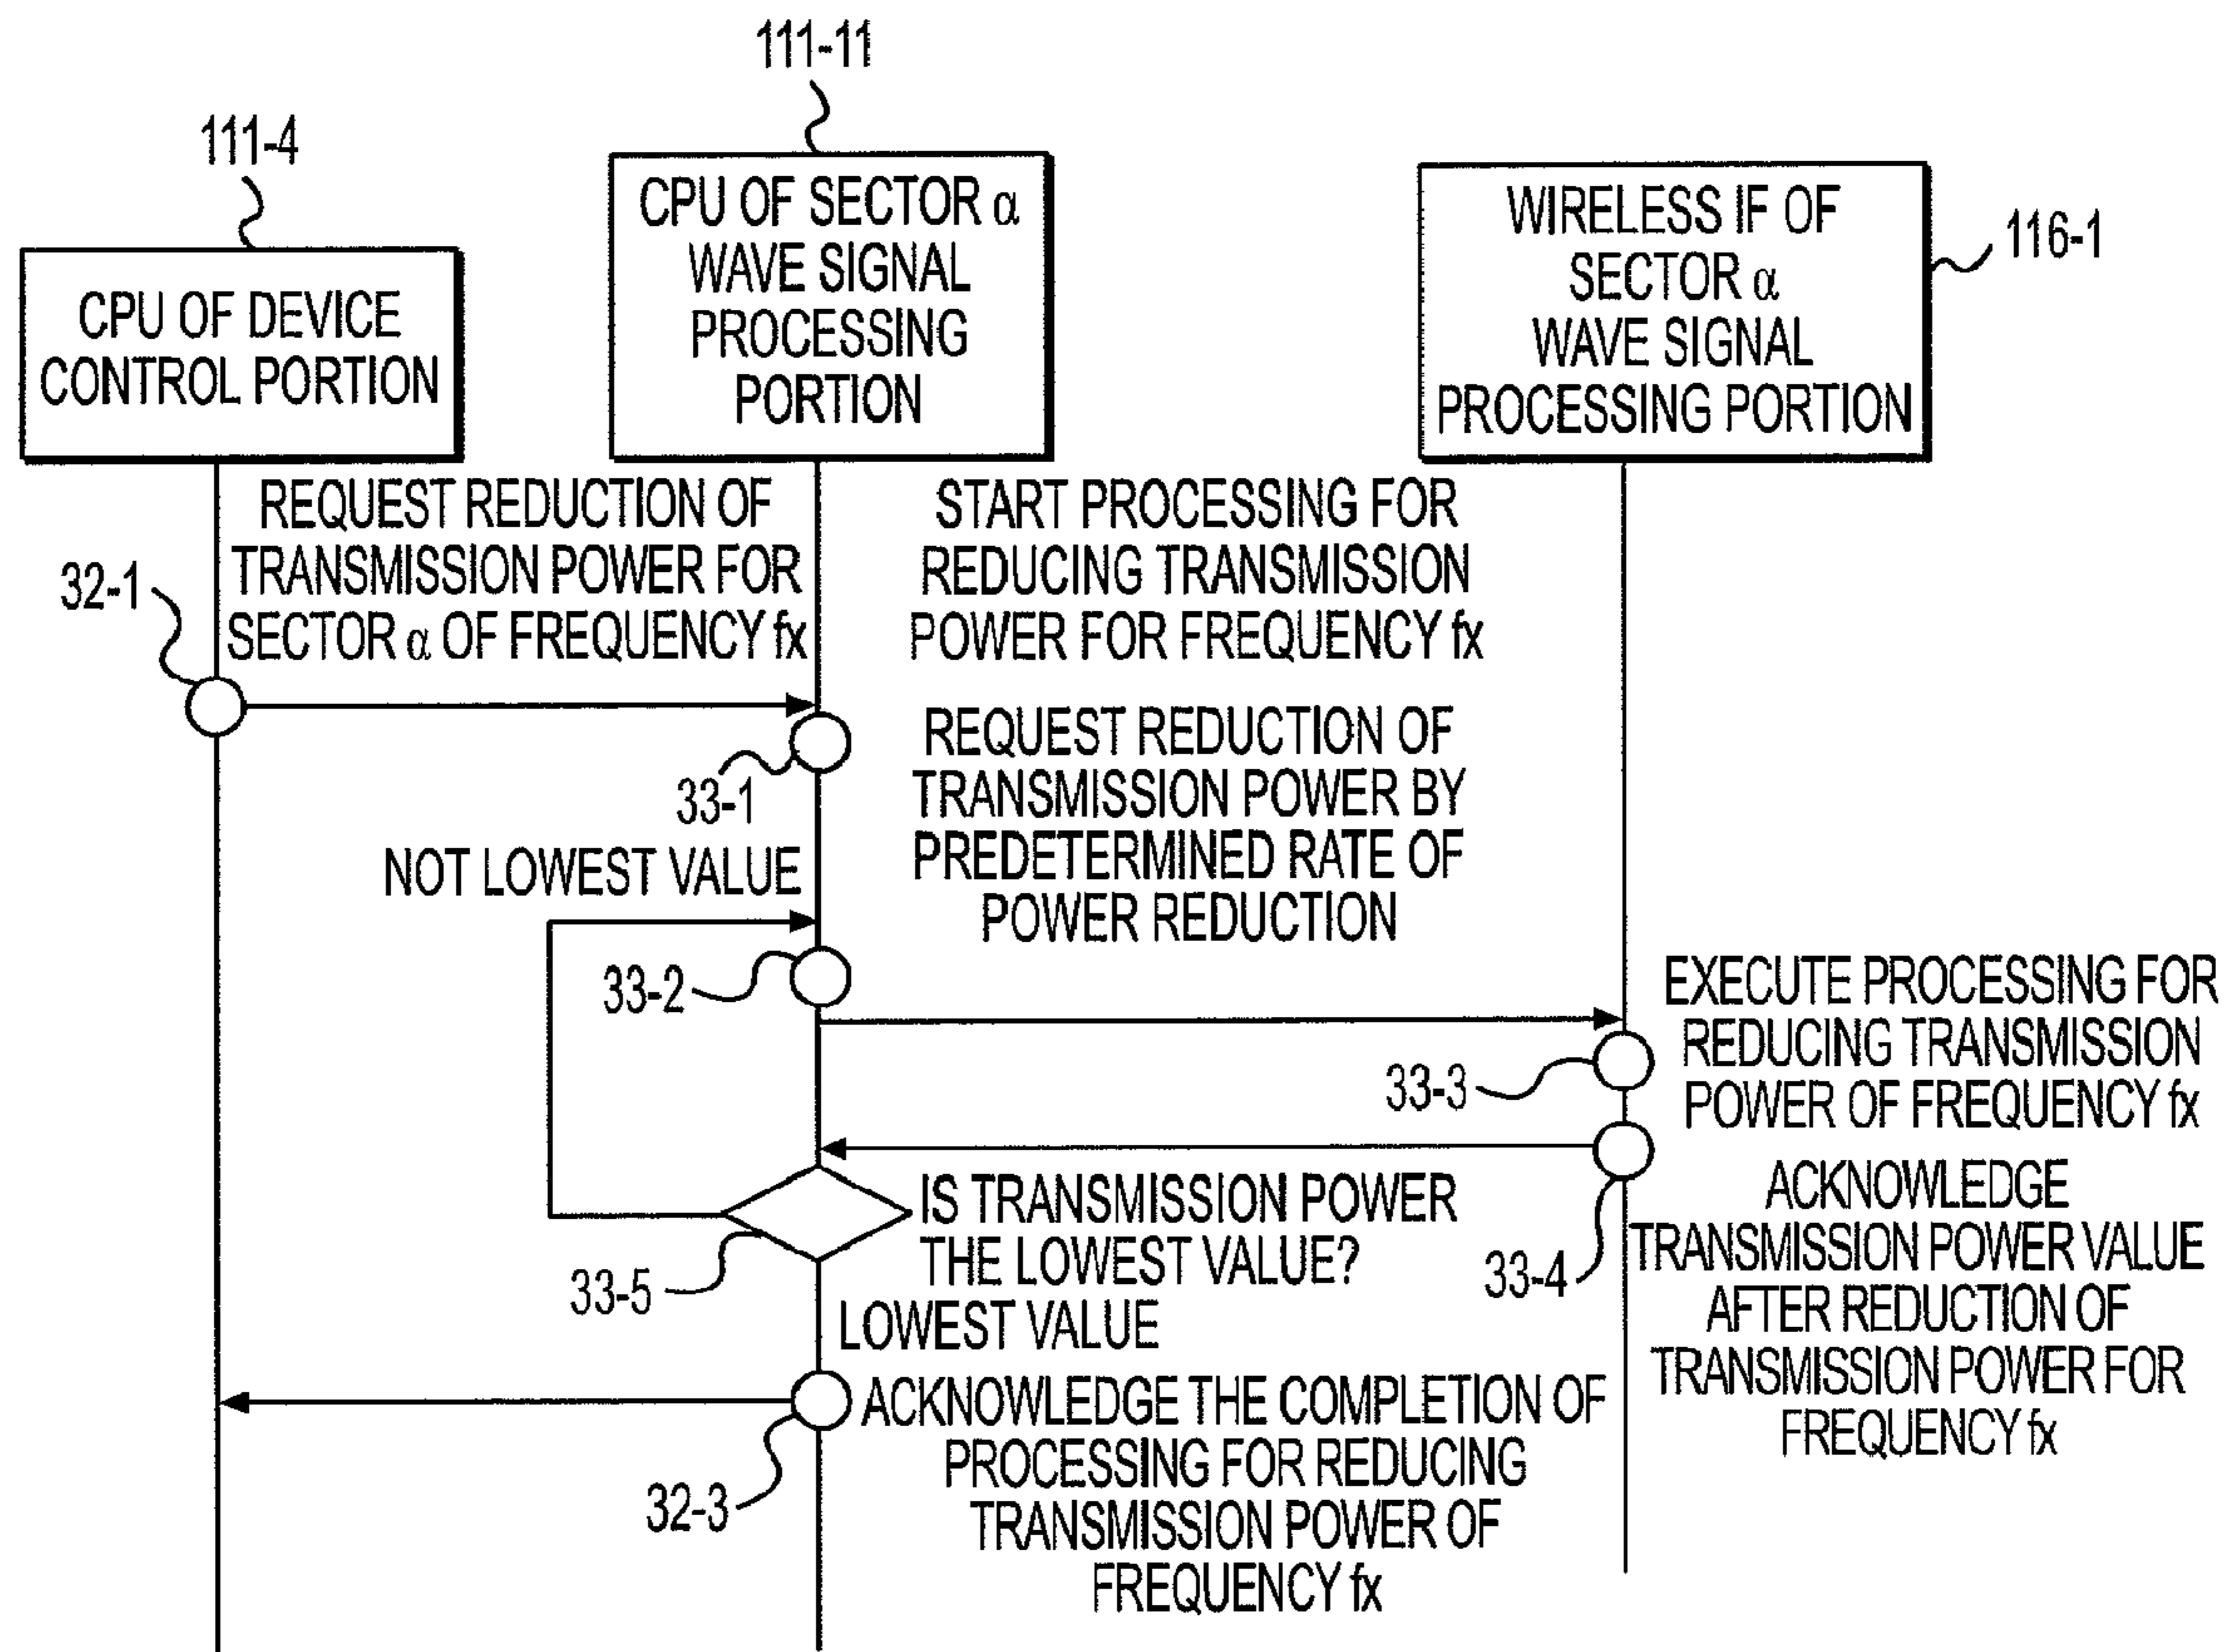 111-4
CPU OF DEVICE
CONTROL PORTION
111-11
CPU OF SECTOR α
WAVE SIGNAL
PROCESSING
PORTION
WIRELESS IF OF
SECTOR α
WAVE SIGNAL
PROCESSING PORTION
116-1
REQUEST REDUCTION OF
TRANSMISSION POWER FOR
SECTOR α OF FREQUENCY fx
32-1
START PROCESSING FOR
REDUCING TRANSMISSION
POWER FOR FREQUENCY fx
33-1
REQUEST REDUCTION OF
TRANSMISSION POWER BY
PREDETERMINED RATE OF
POWER REDUCTION
NOT LOWEST VALUE
33-2
EXECUTE PROCESSING FOR
REDUCING TRANSMISSION
POWER OF FREQUENCY fx
33-3
ACKNOWLEDGE
TRANSMISSION POWER VALUE
AFTER REDUCTION OF
TRANSMISSION POWER FOR
FREQUENCY fx
33-4
IS TRANSMISSION POWER
THE LOWEST VALUE?
33-5
LOWEST VALUE
ACKNOWLEDGE THE COMPLETION OF
PROCESSING FOR REDUCING
TRANSMISSION POWER OF
FREQUENCY fx
32-3